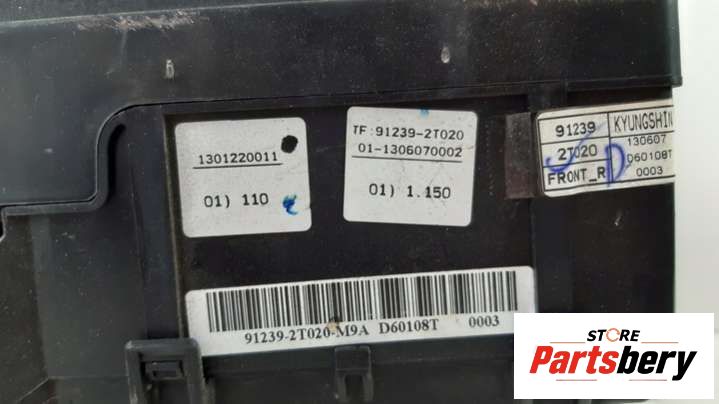 1301220011
01) 110
TF:91239-2T020
01-1306070002
01) 1.150
91239
2T020
FRONT_R
KYUNGSHIN
130607
D60108T
0003
D
91239-2T020-M9A D60108T 0003
STORE
Partsbery